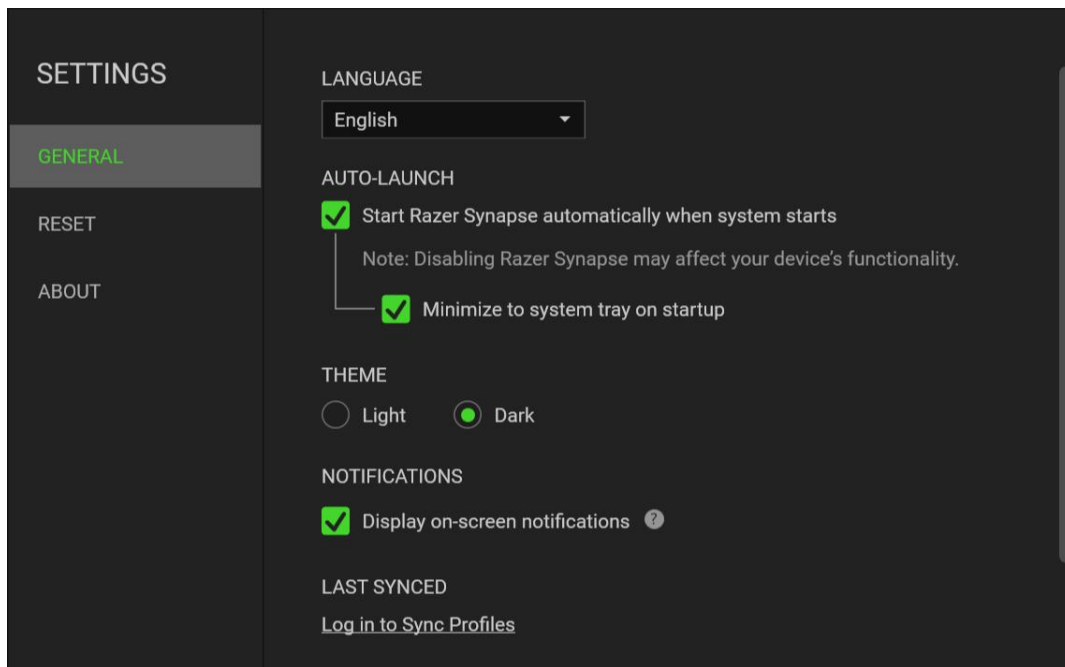 SETTINGS
GENERAL
RESET
ABOUT
LANGUAGE
English
AUTO-LAUNCH
Start Razer Synapse automatically when system starts
Note: Disabling Razer Synapse may affect your device’s functionality.
Minimize to system tray on startup
THEME
Light Dark
NOTIFICATIONS
Display on-screen notifications ?
LAST SYNCED
Log in to Sync Profiles